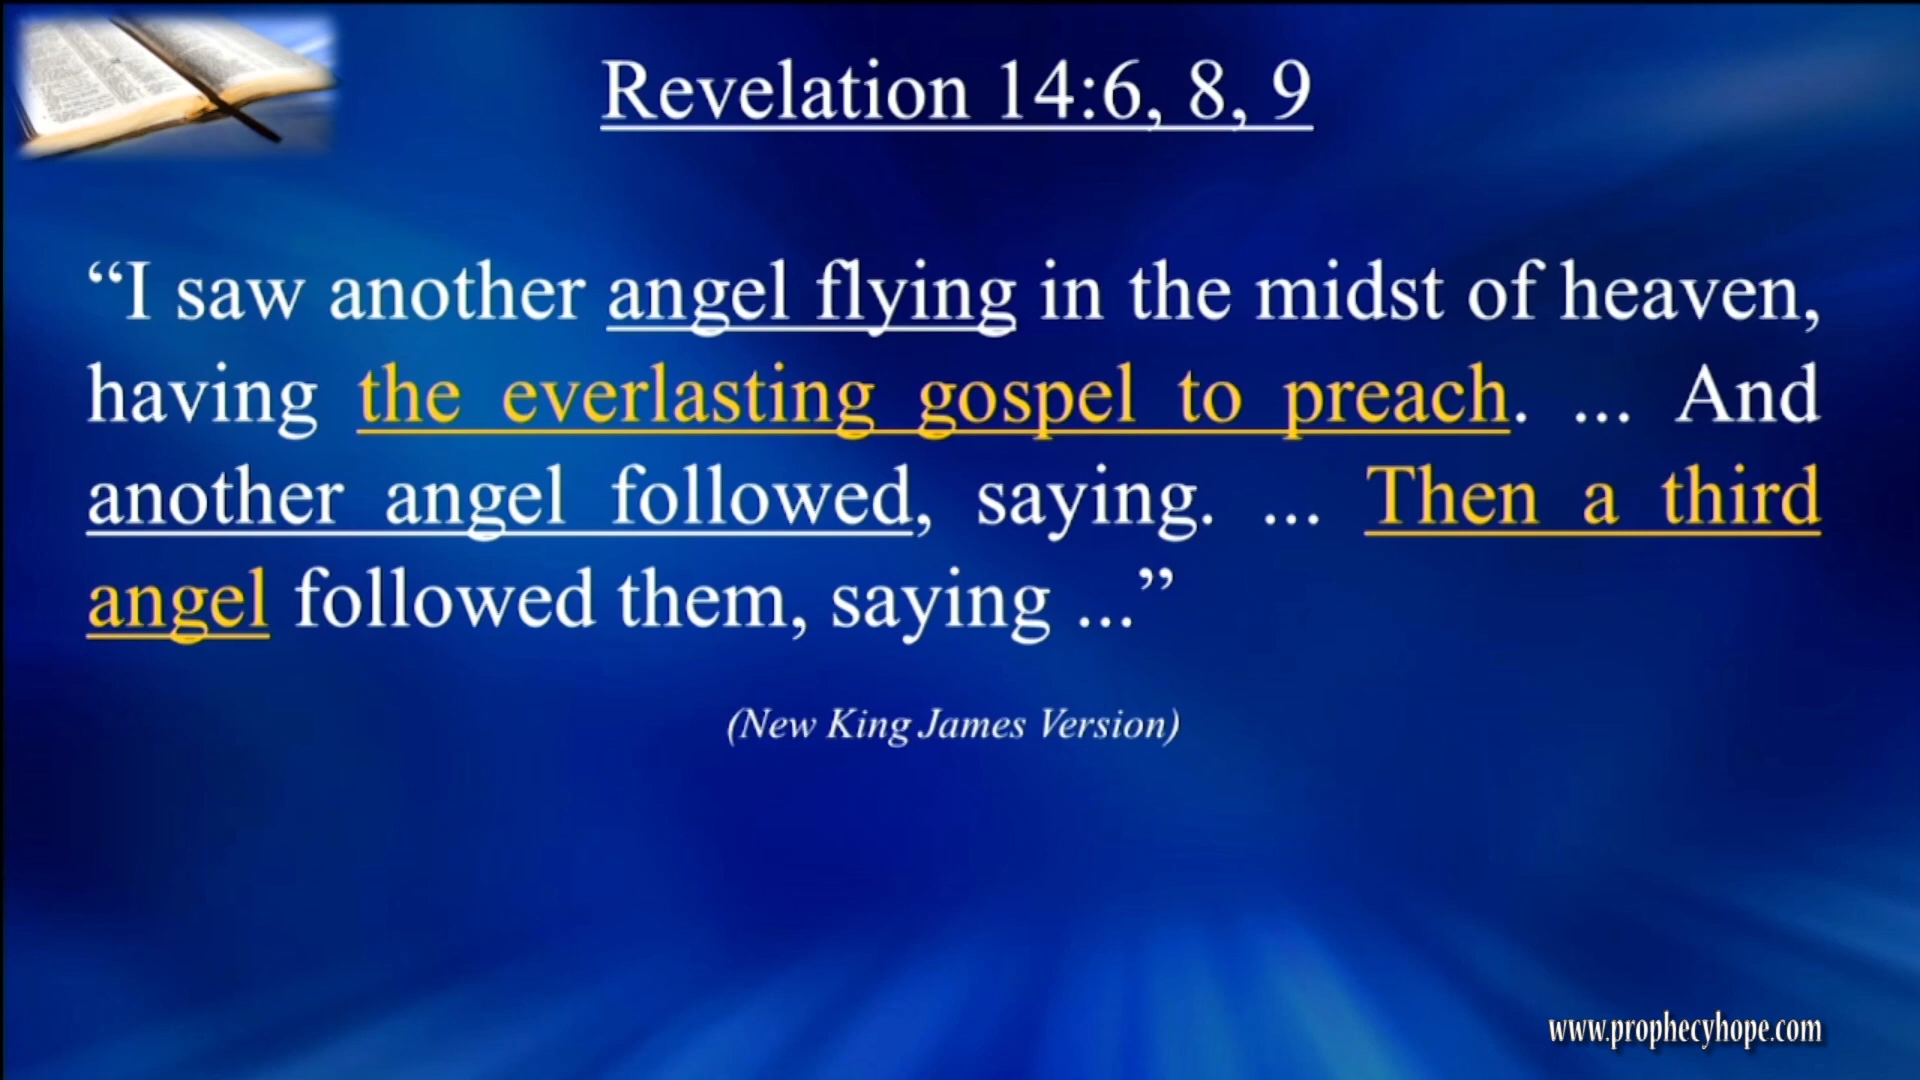 Revelation 14:6, 8, 9
“I saw another angel flying in the midst of heaven,
having the everlasting gospel to preach. ... And
another angel followed, saying. ... Then a third
angel followed them, saying ...”
(New King James Version)
www.prophecyhope.com